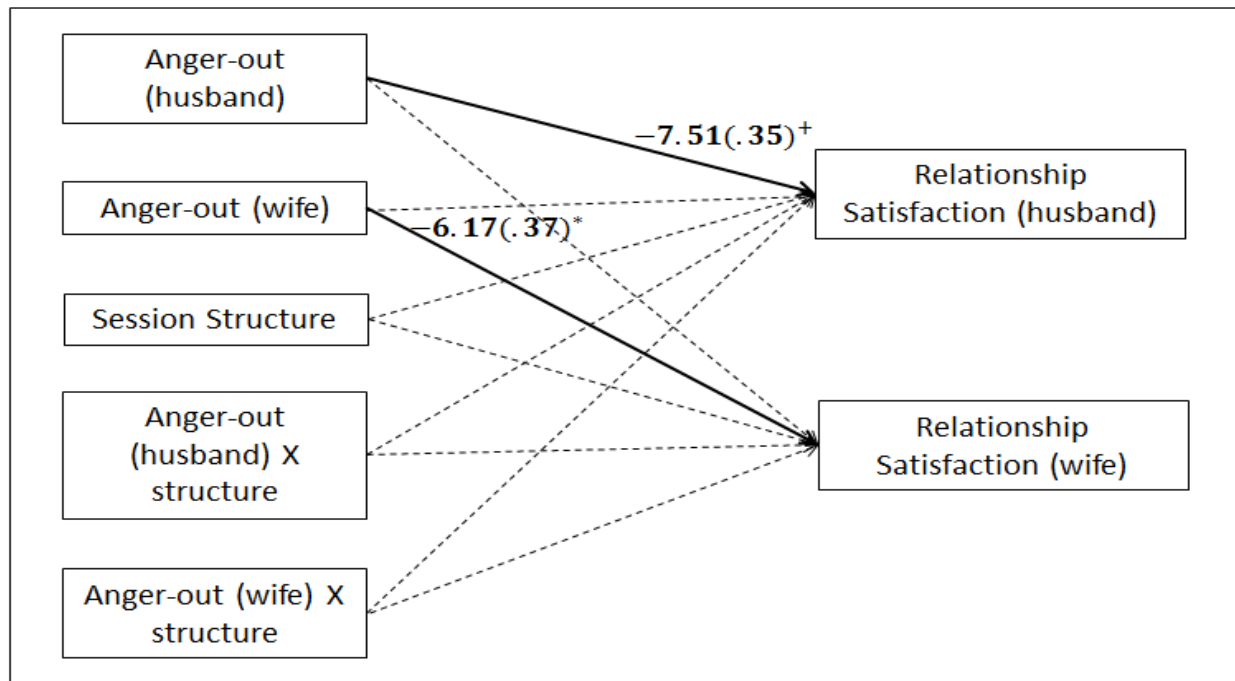 Anger-out
(husband)
−7.51(.35)⁺
Relationship
Satisfaction (husband)
Anger-out (wife)
−6.17(.37)*
Session Structure
Anger-out
(husband) X
structure
Relationship
Satisfaction (wife)
Anger-out (wife) X
structure